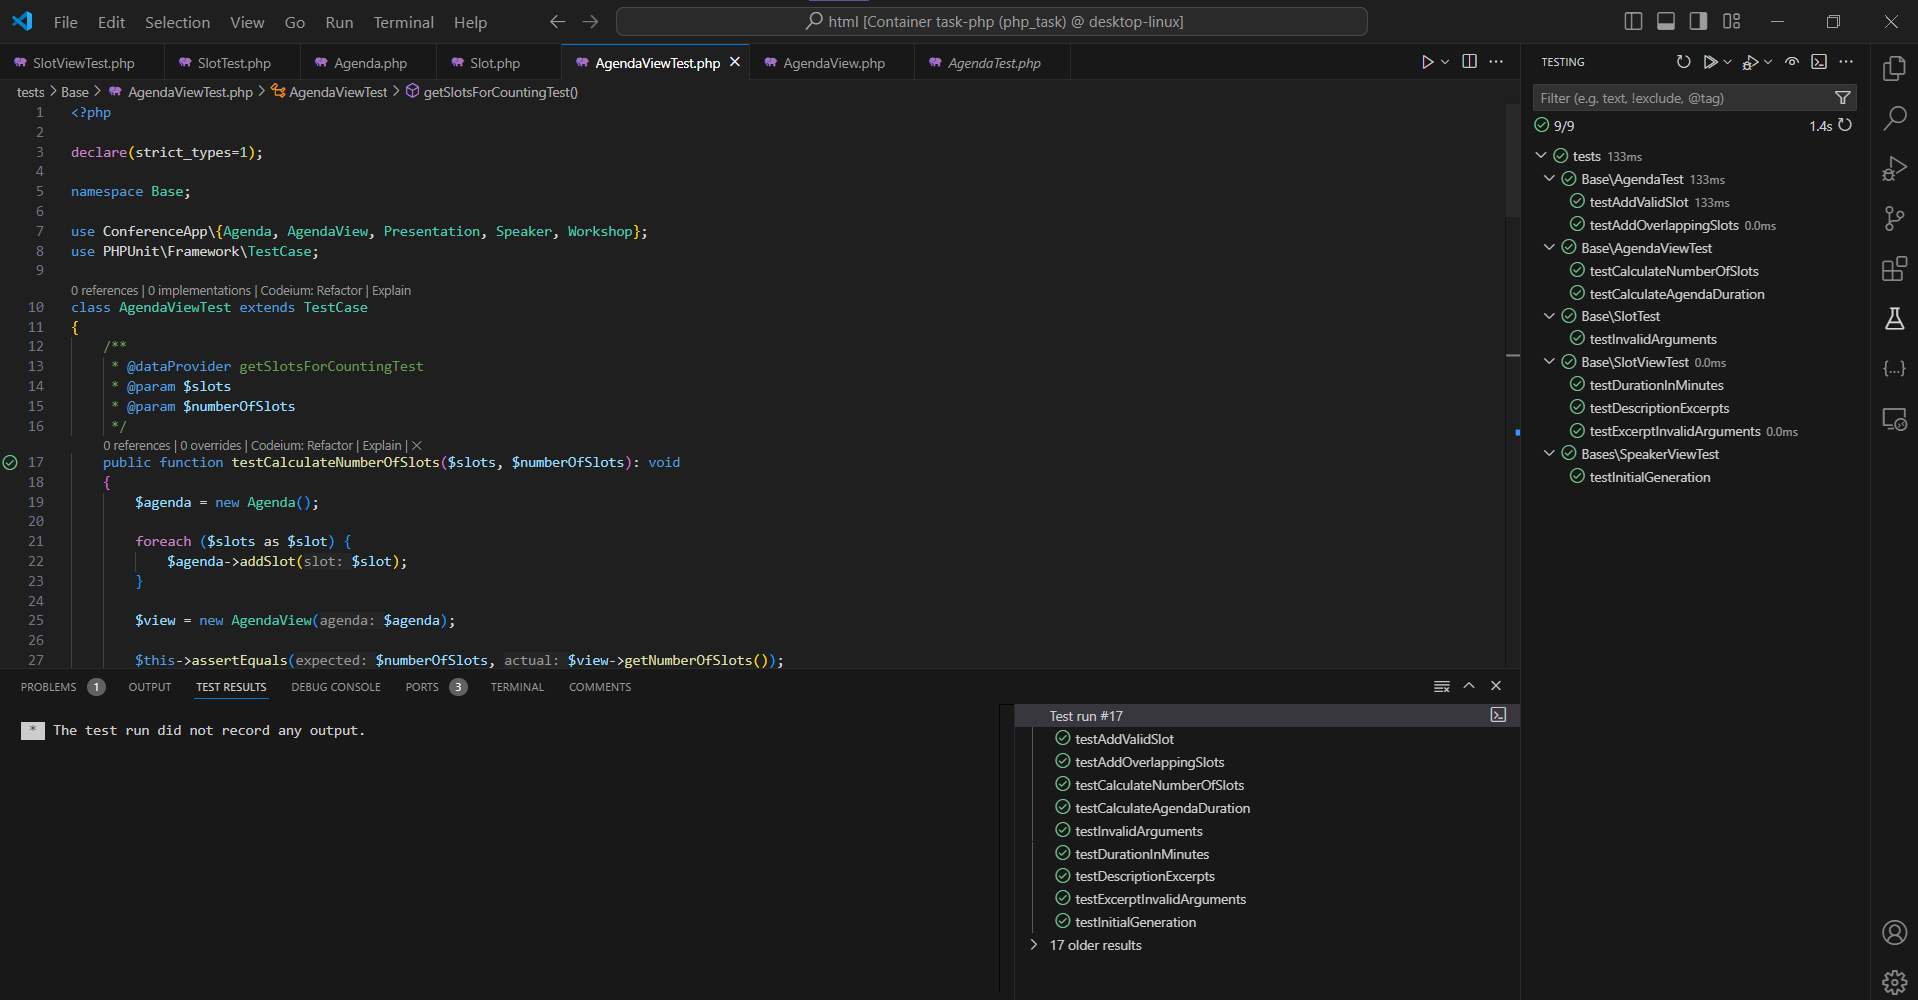 File Edit Selection View Go Run Terminal Help
html [Container task-php (php_task) @ desktop-linux]
SlotViewTest.php SlotTest.php Agenda.php Slot.php AgendaViewTest.php AgendaView.php AgendaTest.php
tests > Base > AgendaViewTest.php > AgendaViewTest > getSlotsForCountingTest()
1 <?php
2
3 declare(strict_types=1);
4
5 namespace Base;
6
7 use ConferenceApp\{Agenda, AgendaView, Presentation, Speaker, Workshop};
8 use PHPUnit\Framework\TestCase;
9
0 references | 0 implementations | Codeium: Refactor | Explain
10 class AgendaViewTest extends TestCase
11 {
12 /**
13 * @dataProvider getSlotsForCountingTest
14 * @param $slots
15 * @param $numberOfSlots
16 */
0 references | 0 overrides | Codeium: Refactor | Explain | ×
17 public function testCalculateNumberOfSlots($slots, $numberOfSlots): void
18 {
19 $agenda = new Agenda();
20
21 foreach ($slots as $slot) {
22 $agenda->addSlot(slot: $slot);
23 }
24
25 $view = new AgendaView(agenda: $agenda);
26
27 $this->assertEquals(expected: $numberOfSlots, actual: $view->getNumberOfSlots());
TESTING
Filter (e.g. text, !exclude, @tag)
9/9 1.4s
tests 133ms
Base\AgendaTest 133ms
testAddValidSlot 133ms
testAddOverlappingSlots 0.0ms
Base\AgendaViewTest
testCalculateNumberOfSlots
testCalculateAgendaDuration
Base\SlotTest
testInvalidArguments
Base\SlotViewTest 0.0ms
testDurationInMinutes
testDescriptionExcerpts
testExcerptInvalidArguments 0.0ms
Bases\SpeakerViewTest
testInitialGeneration
PROBLEMS 1 OUTPUT TEST RESULTS DEBUG CONSOLE PORTS 3 TERMINAL COMMENTS
* The test run did not record any output.
Test run #17
testAddValidSlot
testAddOverlappingSlots
testCalculateNumberOfSlots
testCalculateAgendaDuration
testInvalidArguments
testDurationInMinutes
testDescriptionExcerpts
testExcerptInvalidArguments
testInitialGeneration
17 older results